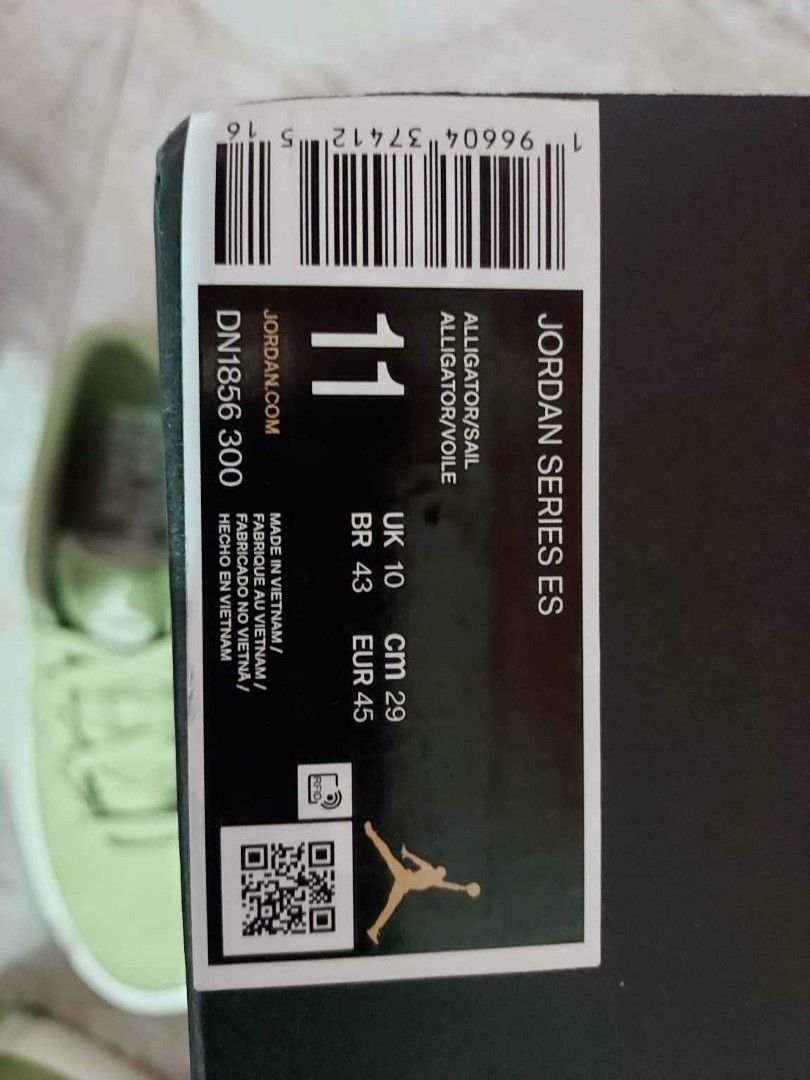 JORDAN SERIES ES
ALLIGATOR/SAIL
ALLIGATOR/VOILE
11
UK 10 cm 29
BR 43 EUR 45
JORDAN.COM
DN1856 300
MADE IN VIETNAM /
FABRIQUE AU VIETNAM /
FABRICADO NO VIETNÃ /
HECHO EN VIETNAM
RFID
1 96604 37412 5 16